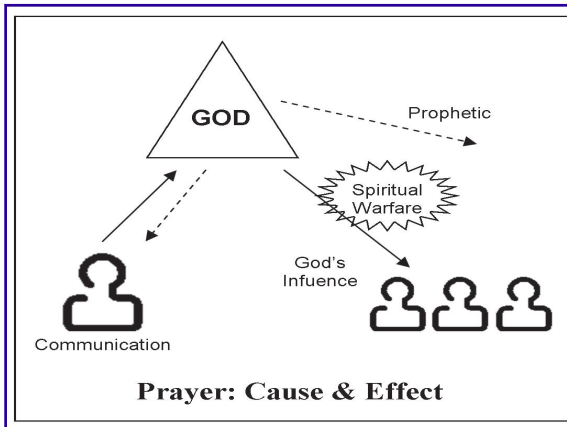 GOD
Prophetic
Spiritual
Warfare
God's
Infuence
Communication
Prayer: Cause & Effect